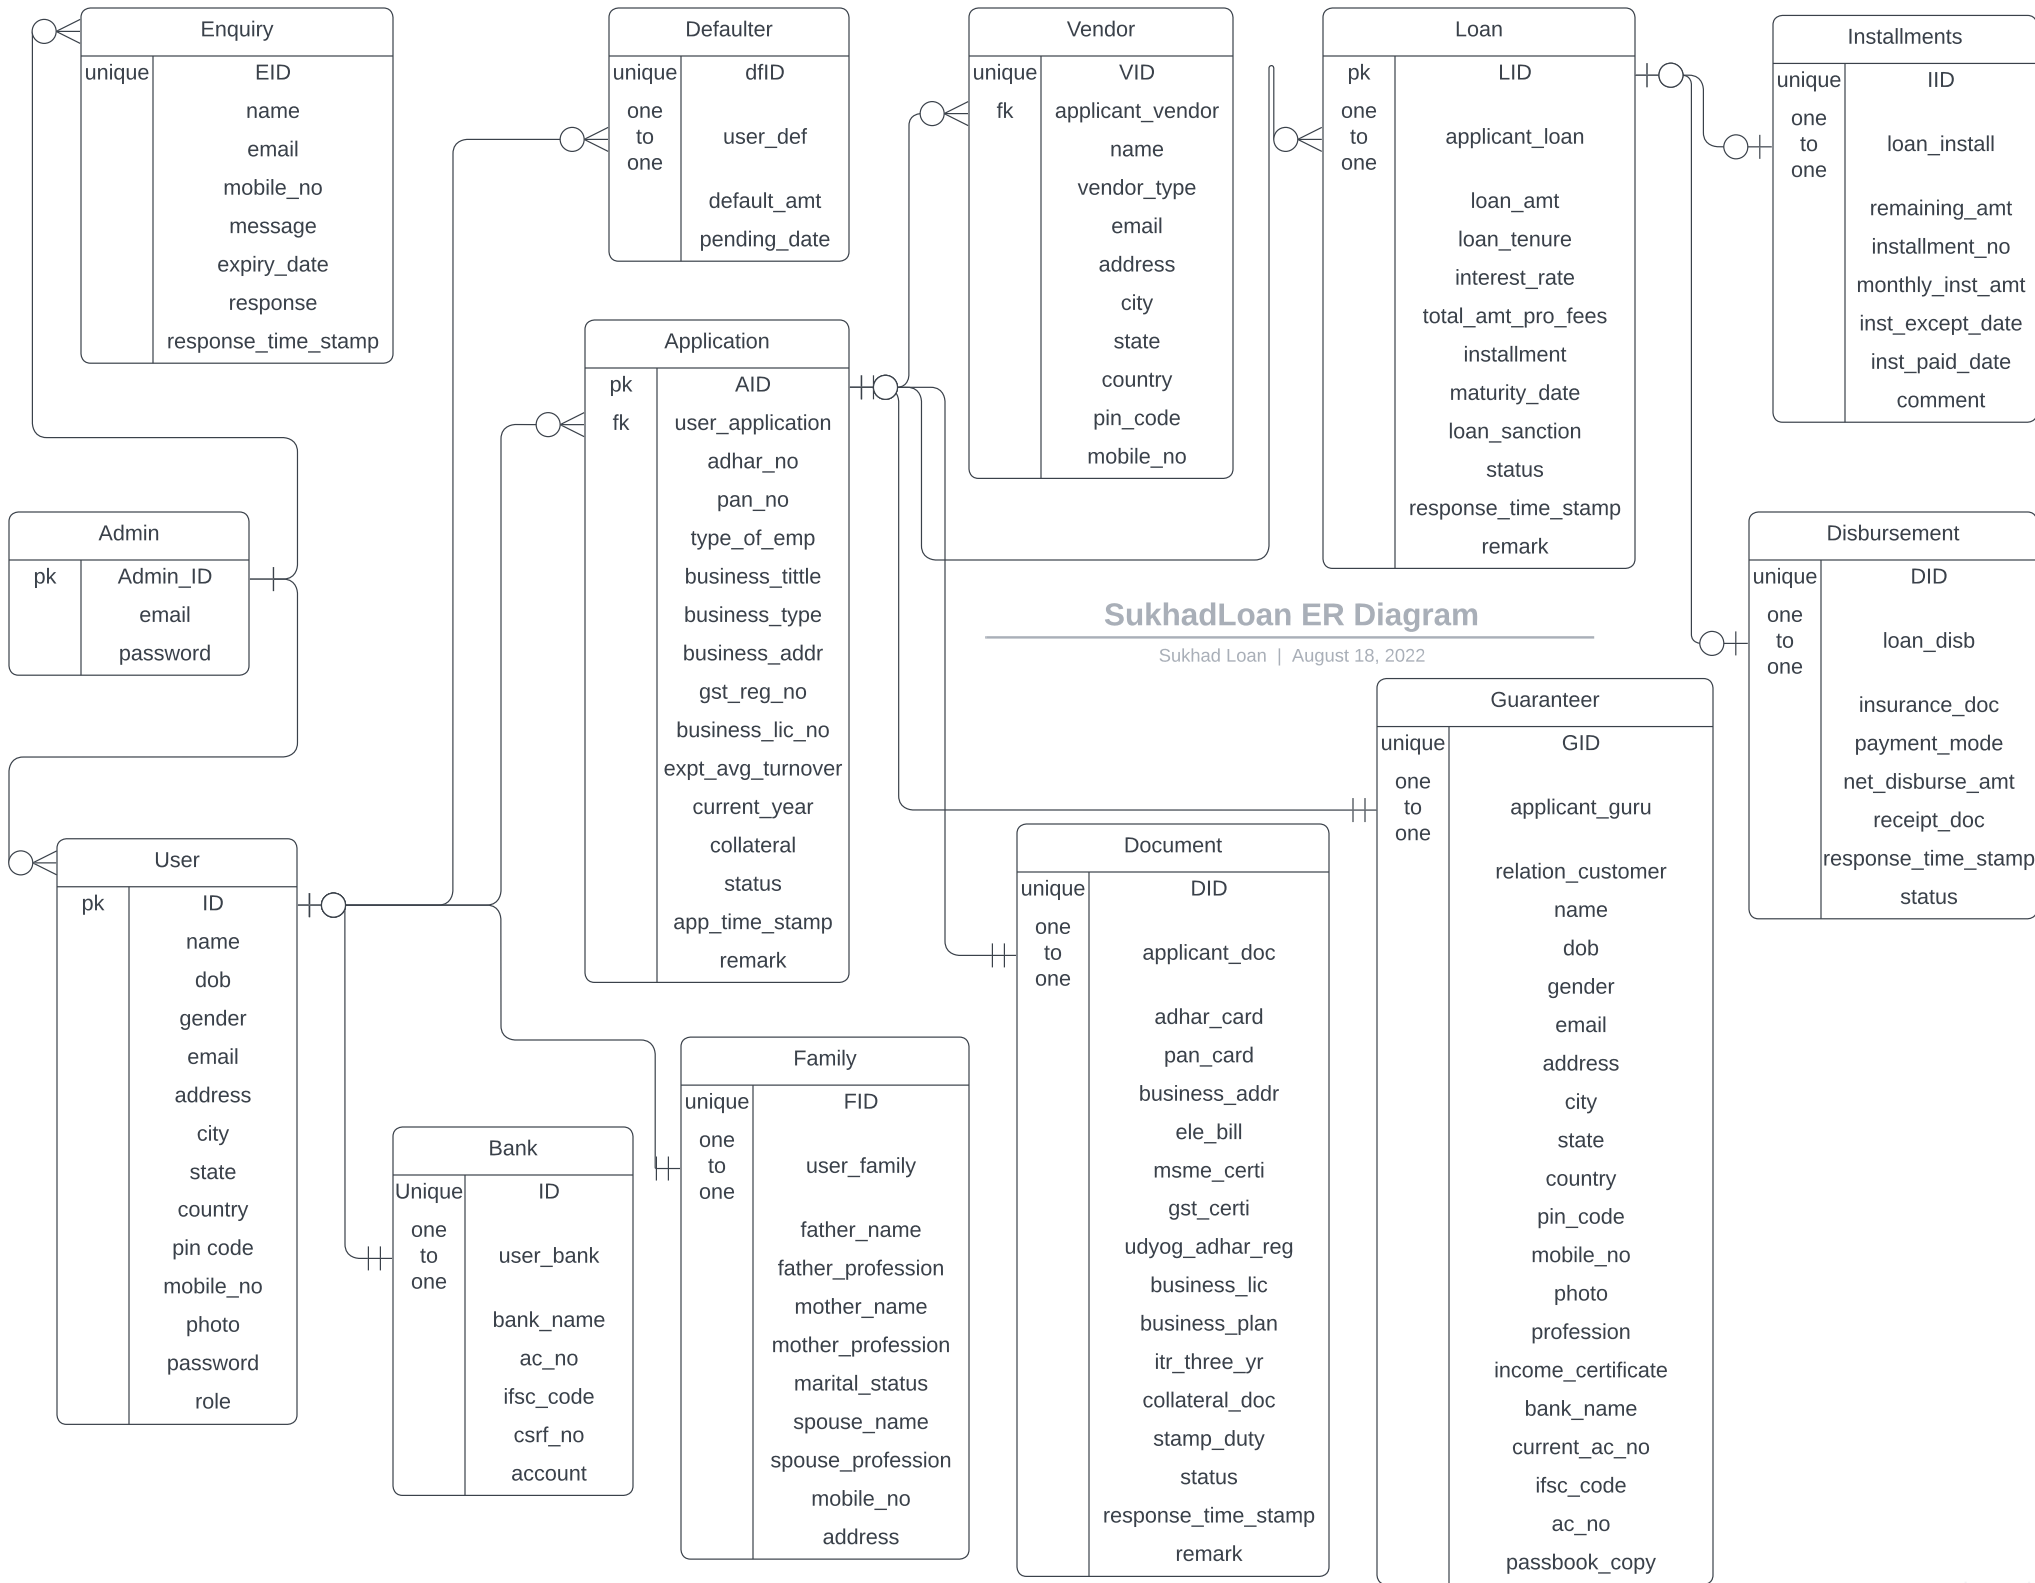 Enquiry
unique EID
name
email
mobile_no
message
expiry_date
response
response_time_stamp
Defaulter
unique dfID
one
to
one
user_def
default_amt
pending_date
Vendor
unique VID
fk applicant_vendor
name
vendor_type
email
address
city
state
country
pin_code
mobile_no
Loan
pk LID
one
to
one
applicant_loan
loan_amt
loan_tenure
interest_rate
total_amt_pro_fees
installment
maturity_date
loan_sanction
status
response_time_stamp
remark
Installments
unique IID
one
to
one
loan_install
remaining_amt
installment_no
monthly_inst_amt
inst_except_date
inst_paid_date
comment
Application
pk AID
fk user_application
adhar_no
pan_no
type_of_emp
business_tittle
business_type
business_addr
gst_reg_no
business_lic_no
expt_avg_turnover
current_year
collateral
status
app_time_stamp
remark
Admin
pk Admin_ID
email
password
SukhadLoan ER Diagram
Sukhad Loan | August 18, 2022
Disbursement
unique DID
one
to
one
loan_disb
insurance_doc
payment_mode
net_disburse_amt
receipt_doc
response_time_stamp
status
User
pk ID
name
dob
gender
email
address
city
state
country
pin code
mobile_no
photo
password
role
Bank
Unique ID
one
to
one
user_bank
bank_name
ac_no
ifsc_code
csrf_no
account
Family
unique FID
one
to
one
user_family
father_name
father_profession
mother_name
mother_profession
marital_status
spouse_name
spouse_profession
mobile_no
address
Document
unique DID
one
to
one
applicant_doc
adhar_card
pan_card
business_addr
ele_bill
msme_certi
gst_certi
udyog_adhar_reg
business_lic
business_plan
itr_three_yr
collateral_doc
stamp_duty
status
response_time_stamp
remark
Guaranteer
unique GID
one
to
one
applicant_guru
relation_customer
name
dob
gender
email
address
city
state
country
pin_code
mobile_no
photo
profession
income_certificate
bank_name
current_ac_no
ifsc_code
ac_no
passbook_copy